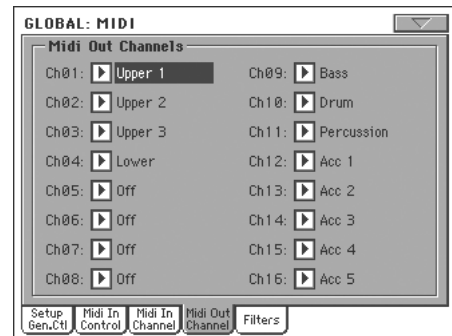 GLOBAL: MIDI
Midi Out Channels
Ch01: Upper 1
Ch02: Upper 2
Ch03: Upper 3
Ch04: Lower
Ch05: Off
Ch06: Off
Ch07: Off
Ch08: Off
Ch09: Bass
Ch10: Drum
Ch11: Percussion
Ch12: Acc 1
Ch13: Acc 2
Ch14: Acc 3
Ch15: Acc 4
Ch16: Acc 5
Setup Gen.Ctl
Midi In Control
Midi In Channel
Midi Out Channel
Filters